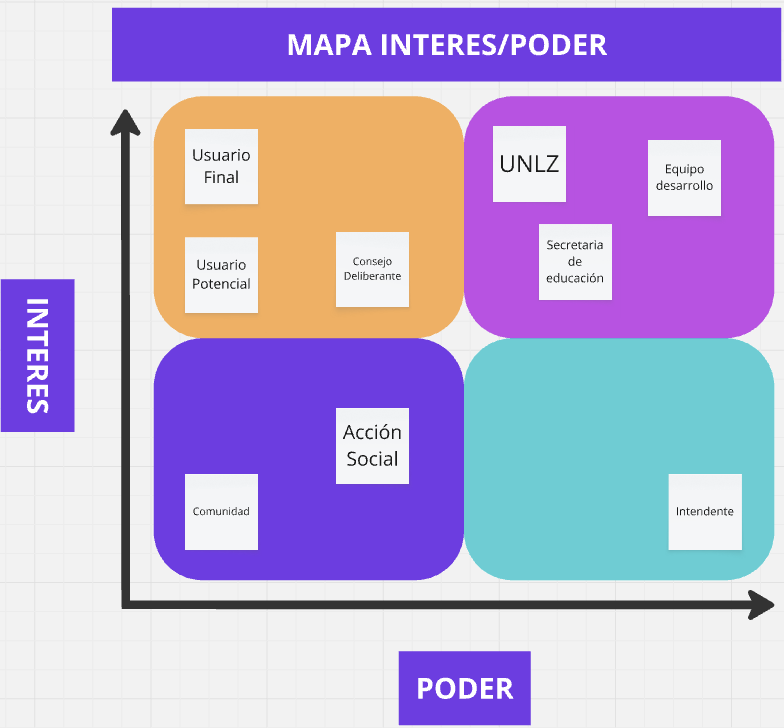 MAPA INTERES/PODER
Usuario
Final
UNLZ
Equipo
desarrollo
Usuario
Potencial
Consejo
Deliberante
Secretaria
de
educación
INTERES
Acción
Social
Comunidad
Intendente
PODER